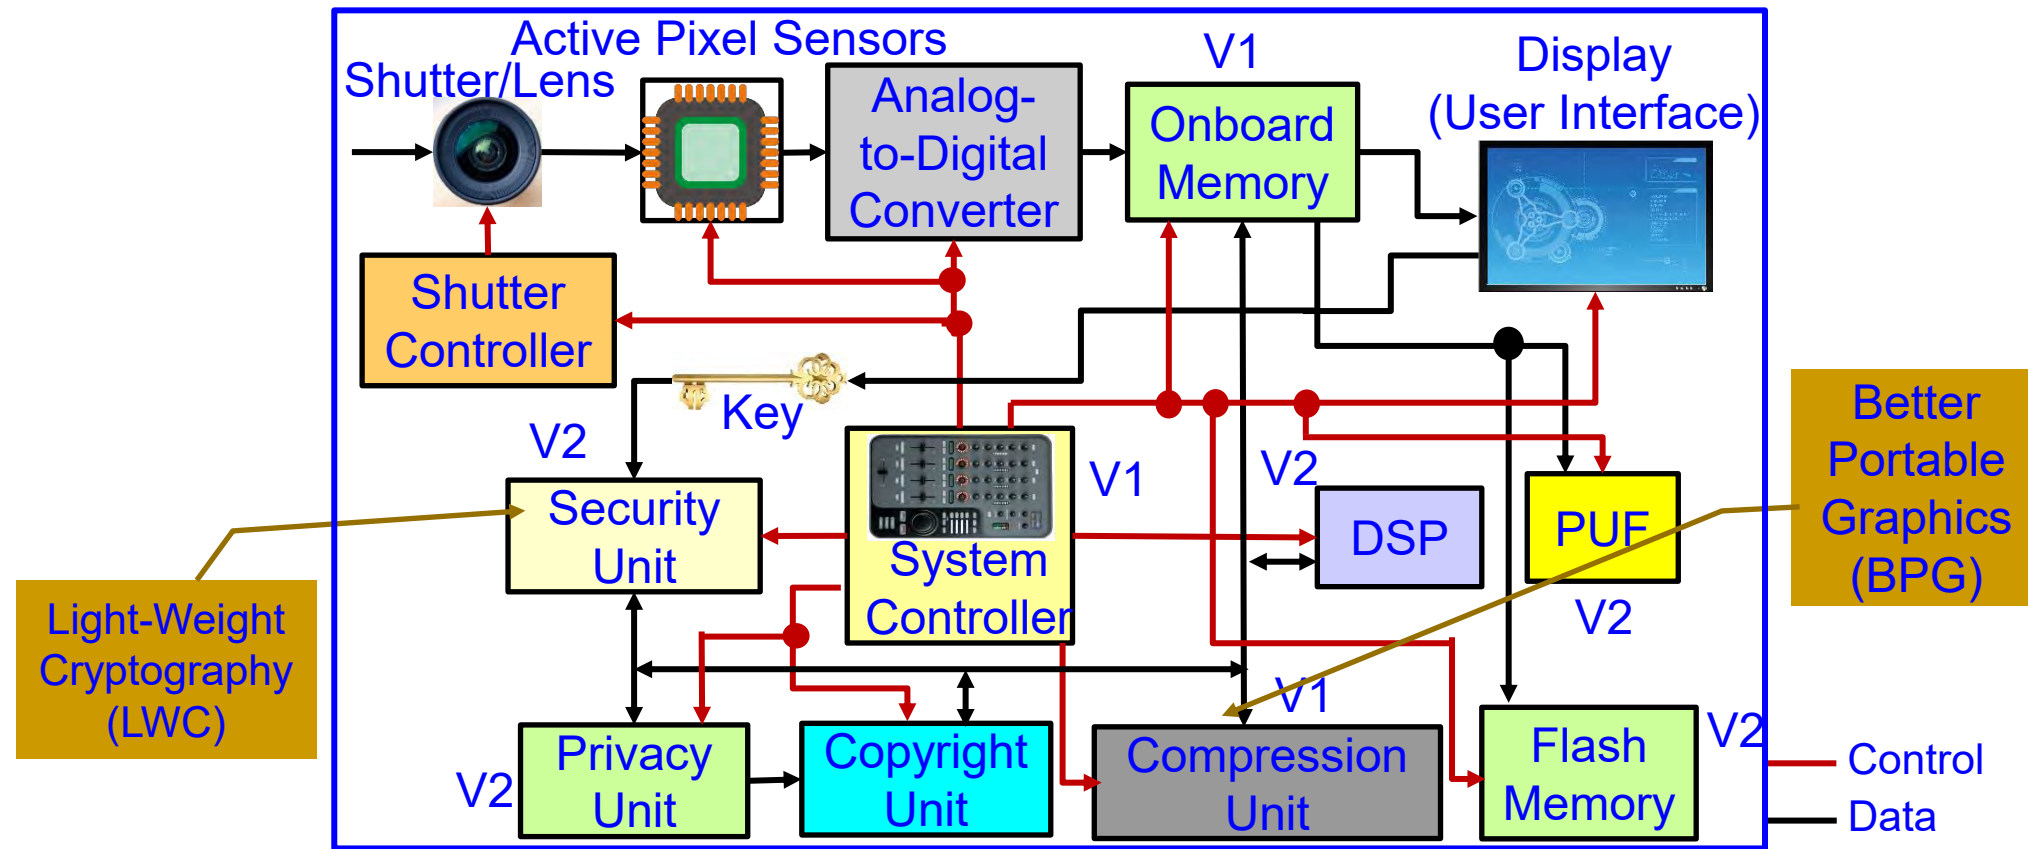 Active Pixel Sensors
Shutter/Lens
V1
Display
(User Interface)
Analog-
to-Digital
Converter
Onboard
Memory
Shutter
Controller
Key
V2
Security
Unit
System
Controller
V1
V2
DSP
PUF
V2
Better
Portable
Graphics
(BPG)
Light-Weight
Cryptography
(LWC)
V2
Privacy
Unit
Copyright
Unit
V1
Compression
Unit
Flash
Memory
V2
Control
Data